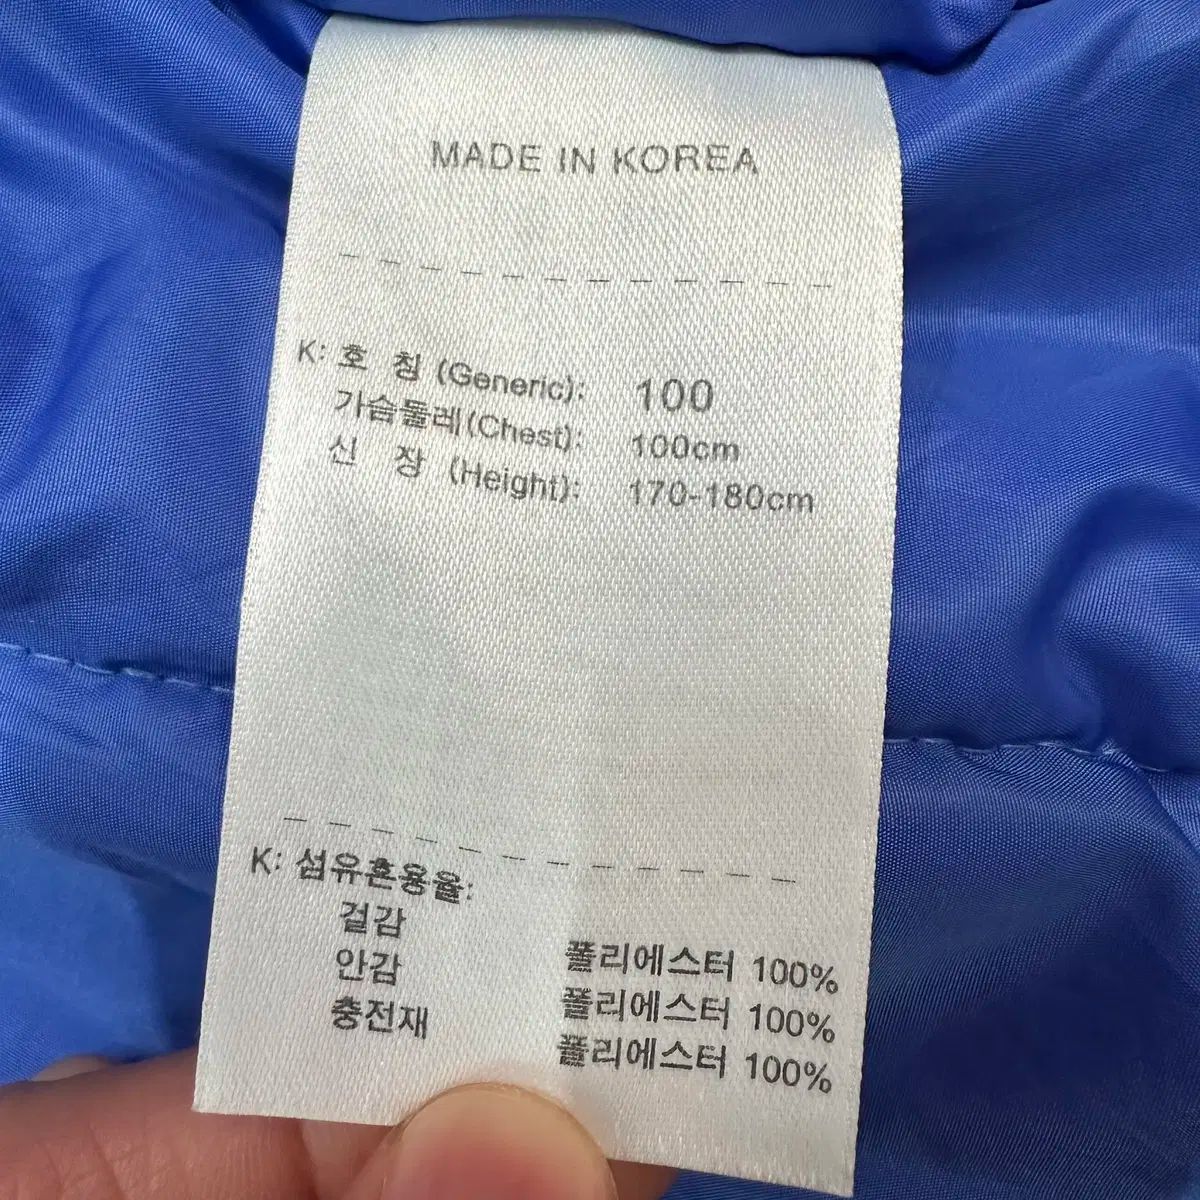 MADE IN KOREA
K: 호 칭 (Generic): 100
가슴둘레(Chest): 100cm
신 장 (Height): 170-180cm
K: 섬유혼용율:
겉감 폴리에스터 100%
안감 폴리에스터 100%
충전재 폴리에스터 100%